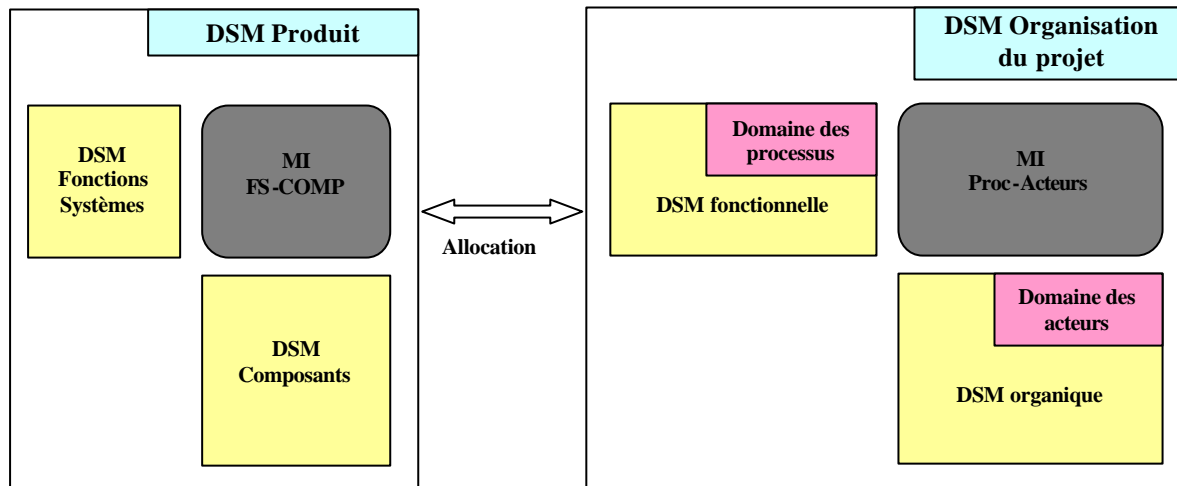 DSM Produit
DSM
Fonctions
Systèmes
MI
FS-COMP
DSM
Composants
Allocation
DSM Organisation
du projet
Domaine des
processus
DSM fonctionnelle
MI
Proc-Acteurs
Domaine des
acteurs
DSM organique